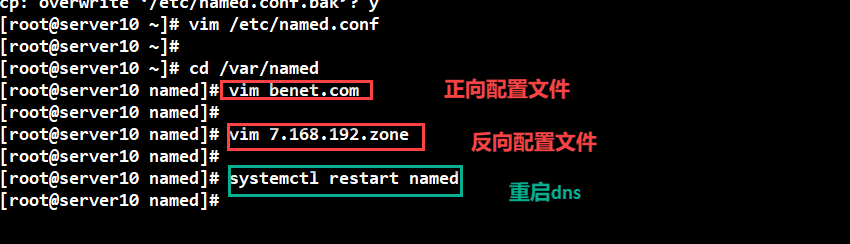 cp: overwrite ‘/etc/named.conf.bak’? y
[root@server10 ~]# vim /etc/named.conf
[root@server10 ~]#
[root@server10 ~]# cd /var/named
[root@server10 named]# vim benet.com 正向配置文件
[root@server10 named]#
[root@server10 named]# vim 7.168.192.zone 反向配置文件
[root@server10 named]#
[root@server10 named]# systemctl restart named 重启dns
[root@server10 named]#